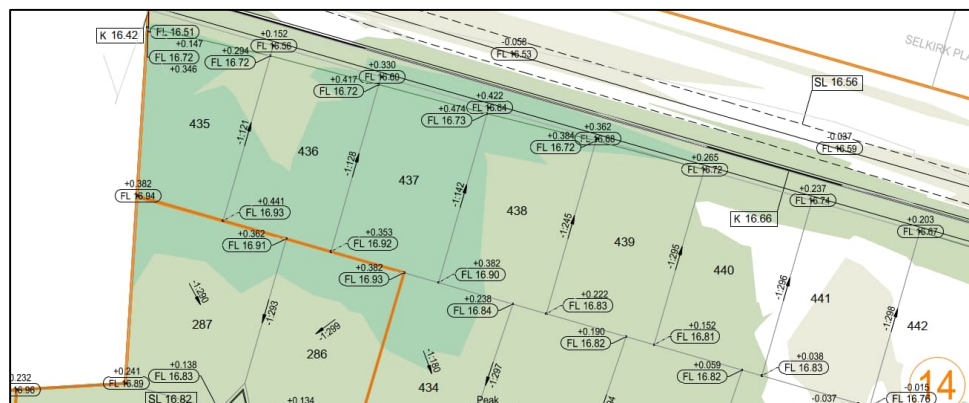 K 16.42
FL 16.51
+0.147
FL 16.72
+0.346
+0.152
FL 16.56
+0.294
FL 16.72
+0.330
FL 16.60
+0.417
FL 16.72
+0.422
FL 16.64
+0.474
FL 16.73
+0.362
FL 16.68
+0.384
FL 16.72
+0.265
FL 16.72
+0.237
FL 16.74
+0.203
FL 16.67
-0.058
FL 16.53
SL 16.56
-0.037
FL 16.59
SELKIRK PLA
K 16.66
435
436
437
438
439
440
441
442
-1:121
-1:128
-1:142
-1:245
-1:295
-1:296
-1:298
+0.382
FL 16.94
+0.441
FL 16.93
+0.362
FL 16.91
+0.353
FL 16.92
+0.382
FL 16.93
+0.382
FL 16.90
+0.238
FL 16.84
+0.222
FL 16.83
+0.190
FL 16.82
+0.152
FL 16.81
+0.059
FL 16.82
+0.038
FL 16.83
-0.037
-0.015
FL 16.76
14
-1:290
-1:293
-1:299
-1:180
-1:297
287
286
434
Peak
0.232
16.96
+0.241
FL 16.89
+0.138
FL 16.83
SL 16.82
+0.134